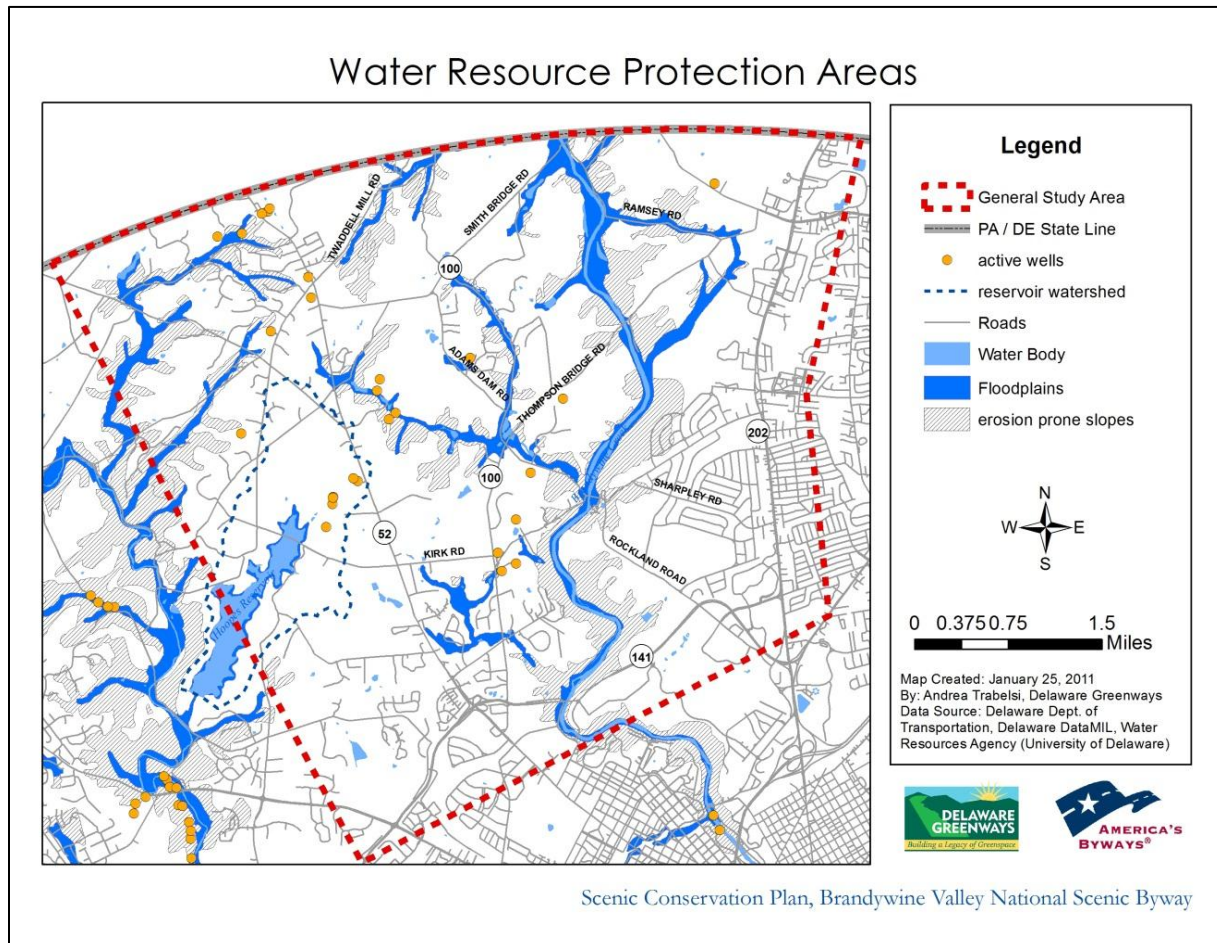 Water Resource Protection Areas
TWADDELL MILL RD
SMITH BRIDGE RD
RAMSEY RD
100
ADAMS DAM RD
THOMPSON BRIDGE RD
202
100
SHARPLEY RD
52
KIRK RD
ROCKLAND ROAD
Hoopes
141
Legend
General Study Area
PA / DE State Line
active wells
reservoir watershed
Roads
Water Body
Floodplains
erosion prone slopes
N
W E
S
0 0.375 0.75 1.5
Miles
Map Created: January 25, 2011
By: Andrea Trabelsi, Delaware Greenways
Data Source: Delaware Dept. of
Transportation, Delaware DataMIL, Water
Resources Agency (University of Delaware)
DELAWARE
GREENWAYS
Building a Legacy of Greenspace
AMERICA'S
BYWAYS®
Scenic Conservation Plan, Brandywine Valley National Scenic Byway